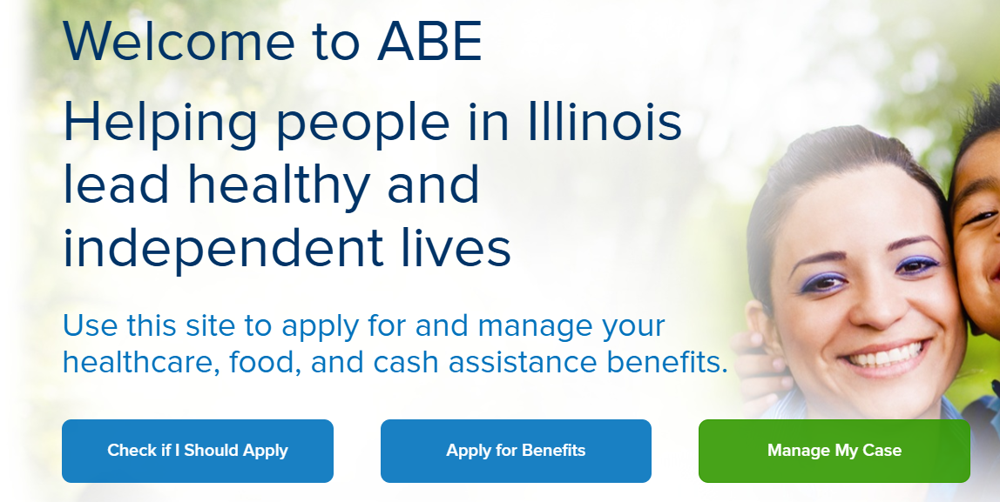 Welcome to ABE
Helping people in Illinois
lead healthy and
independent lives
Use this site to apply for and manage your
healthcare, food, and cash assistance benefits.
Check if I Should Apply
Apply for Benefits
Manage My Case